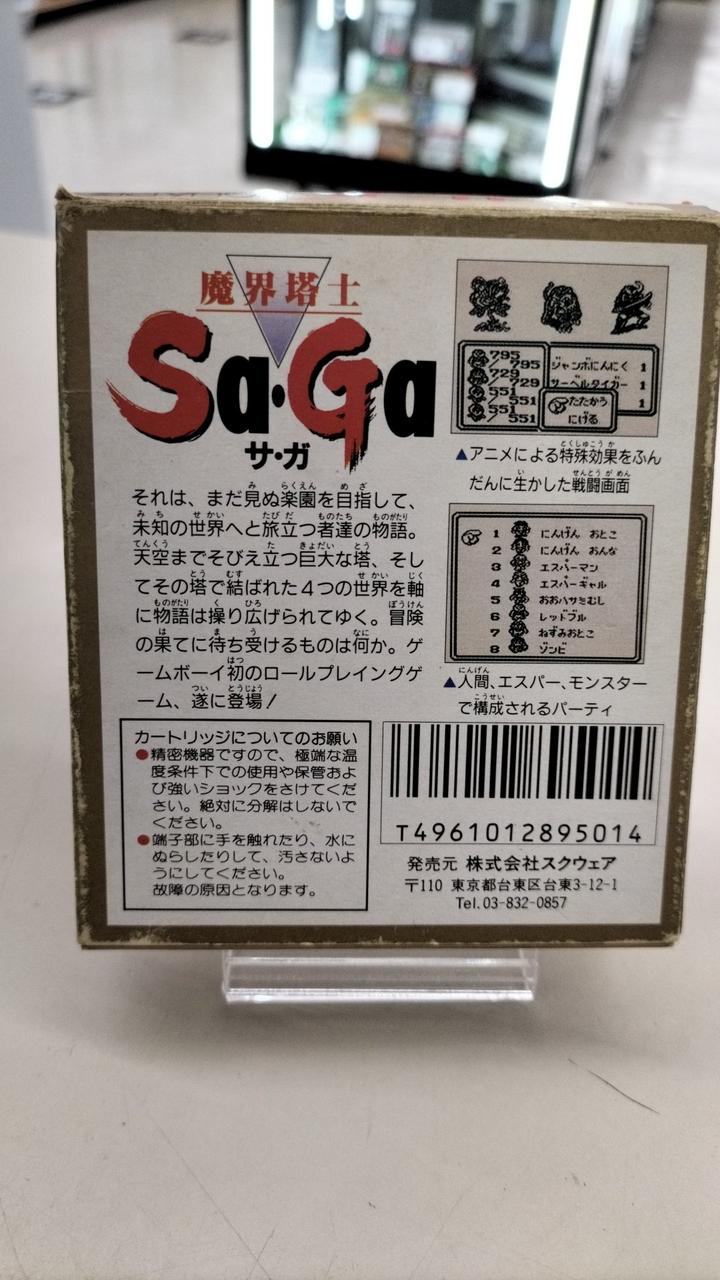 魔界塔士
Sa·Ga
サ・ガ
それは、まだ見ぬ楽園を目指して、
未知の世界へと旅立つ者達の物語。
天空までそびえ立つ巨大な塔、そし
てその塔で結ばれた4つの世界を軸
に物語は操り広げられてゆく。冒険
の果てに待ち受けるものは何か。ゲ
ームボーイ初のロールプレイングゲ
ーム、遂に登場!
795/795
729/729
551/551
551/551
ジャンボにんにく 1
サーベルタイガー 1
1
たたかう
にげる
▲アニメによる特殊効果をふん
だんに生かした戦闘画面
1 にんげん おとこ
2 にんげん おんな
3 エスパーマン
4 エスパーギャル
5 おおハサミむし
6 レッドブル
7 ねずみおとこ
8 ゾンビ
▲人間、エスパー、モンスター
で構成されるパーティ
カートリッジについてのお願い
●精密機器ですので、極端な温
度条件下での使用や保管およ
び強いショックをさけてくだ
さい。絶対に分解はしないで
ください。
●端子部に手を触れたり、水に
ぬらしたりして、汚さないよ
うにしてください。
故障の原因となります。
T4961012895014
発売元 株式会社スクウェア
〒110 東京都台東区台東3-12-1
Tel.03-832-0857